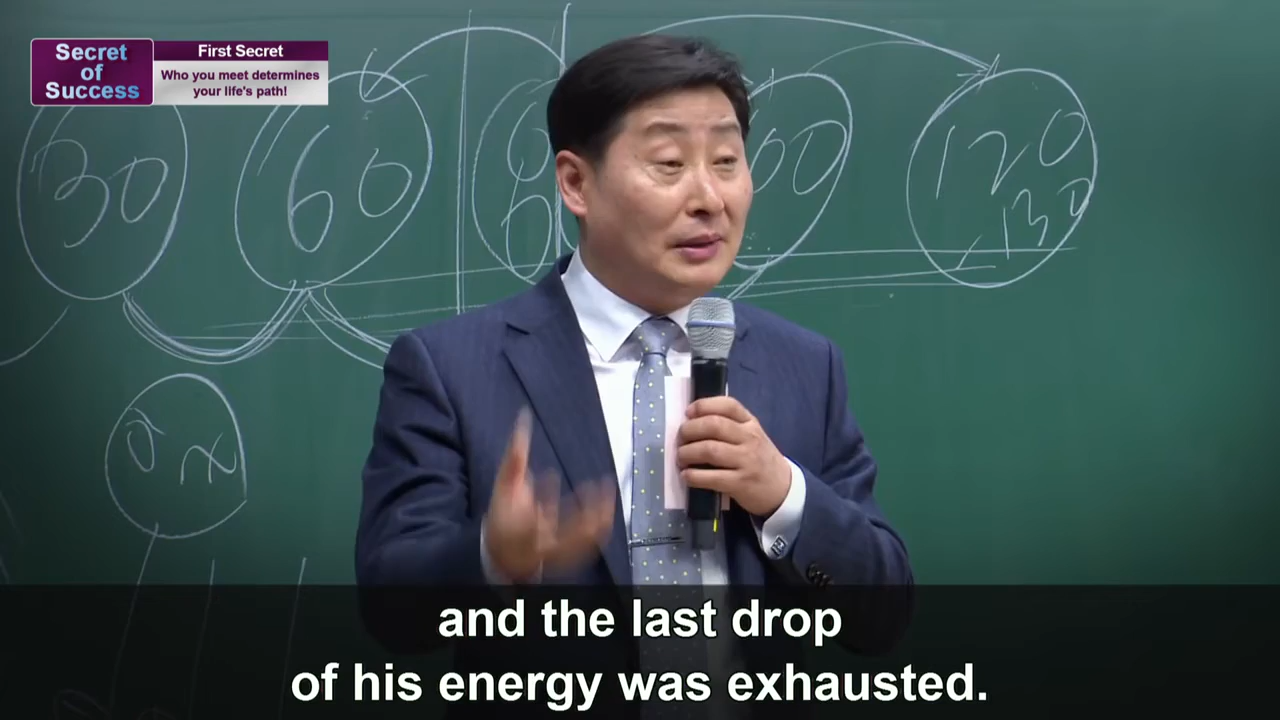 Secret
of
Success
First Secret
Who you meet determines
your life's path!
30
60
120
130
and the last drop
of his energy was exhausted.